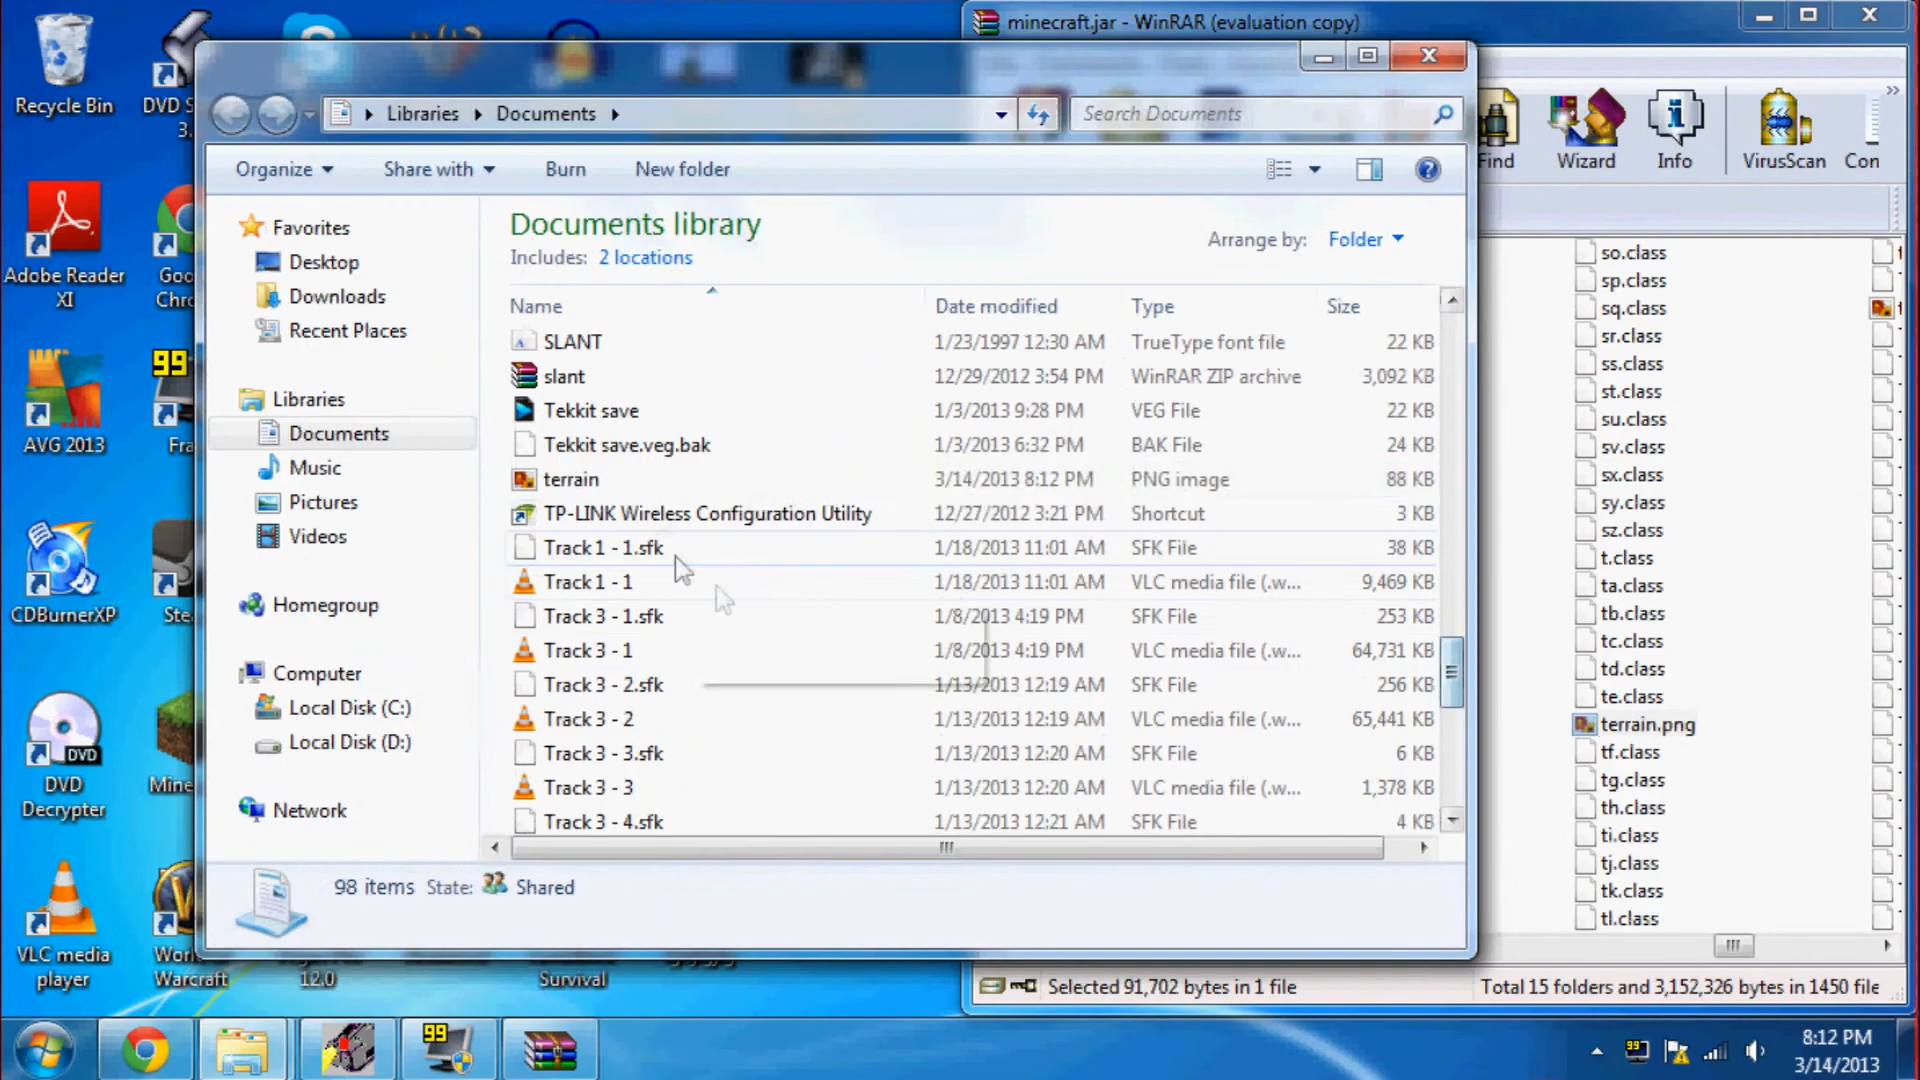 minecraft.jar - WinRAR (evaluation copy)
Recycle Bin
DVD S
3.
Libraries
Documents
Search Documents
Find
Wizard
Info
VirusScan
Con
Organize
Share with
Burn
New folder
Favorites
Desktop
Downloads
Recent Places
Libraries
Documents
Music
Pictures
Videos
Homegroup
Computer
Local Disk (C:)
Local Disk (D:)
Network
Documents library
Includes: 2 locations
Arrange by: Folder
Name Date modified Type Size
SLANT 1/23/1997 12:30 AM TrueType font file 22 KB
slant 12/29/2012 3:54 PM WinRAR ZIP archive 3,092 KB
Tekkit save 1/3/2013 9:28 PM VEG File 22 KB
Tekkit save.veg.bak 1/3/2013 6:32 PM BAK File 24 KB
terrain 3/14/2013 8:12 PM PNG image 88 KB
TP-LINK Wireless Configuration Utility 12/27/2012 3:21 PM Shortcut 3 KB
Track 1 - 1.sfk 1/18/2013 11:01 AM SFK File 38 KB
Track 1 - 1 1/18/2013 11:01 AM VLC media file (.w... 9,469 KB
Track 3 - 1.sfk 1/8/2013 4:19 PM SFK File 253 KB
Track 3 - 1 1/8/2013 4:19 PM VLC media file (.w... 64,731 KB
Track 3 - 2.sfk 1/13/2013 12:19 AM SFK File 256 KB
Track 3 - 2 1/13/2013 12:19 AM VLC media file (.w... 65,441 KB
Track 3 - 3.sfk 1/13/2013 12:20 AM SFK File 6 KB
Track 3 - 3 1/13/2013 12:20 AM VLC media file (.w... 1,378 KB
Track 3 - 4.sfk 1/13/2013 12:21 AM SFK File 4 KB
98 items State: Shared
so.class
sp.class
sq.class
sr.class
ss.class
st.class
su.class
sv.class
sx.class
sy.class
sz.class
t.class
ta.class
tb.class
tc.class
td.class
te.class
terrain.png
tf.class
tg.class
th.class
ti.class
tj.class
tk.class
tl.class
Selected 91,702 bytes in 1 file
Total 15 folders and 3,152,326 bytes in 1450 file
Adobe Reader
XI
Goo
Chro
99
AVG 2013
Fra
CDBurnerXP
Ste
DVD
DVD
Decrypter
Mine
VLC media
player
Worl
Warcraft
12.0
Survival
99
99
8:12 PM
3/14/2013